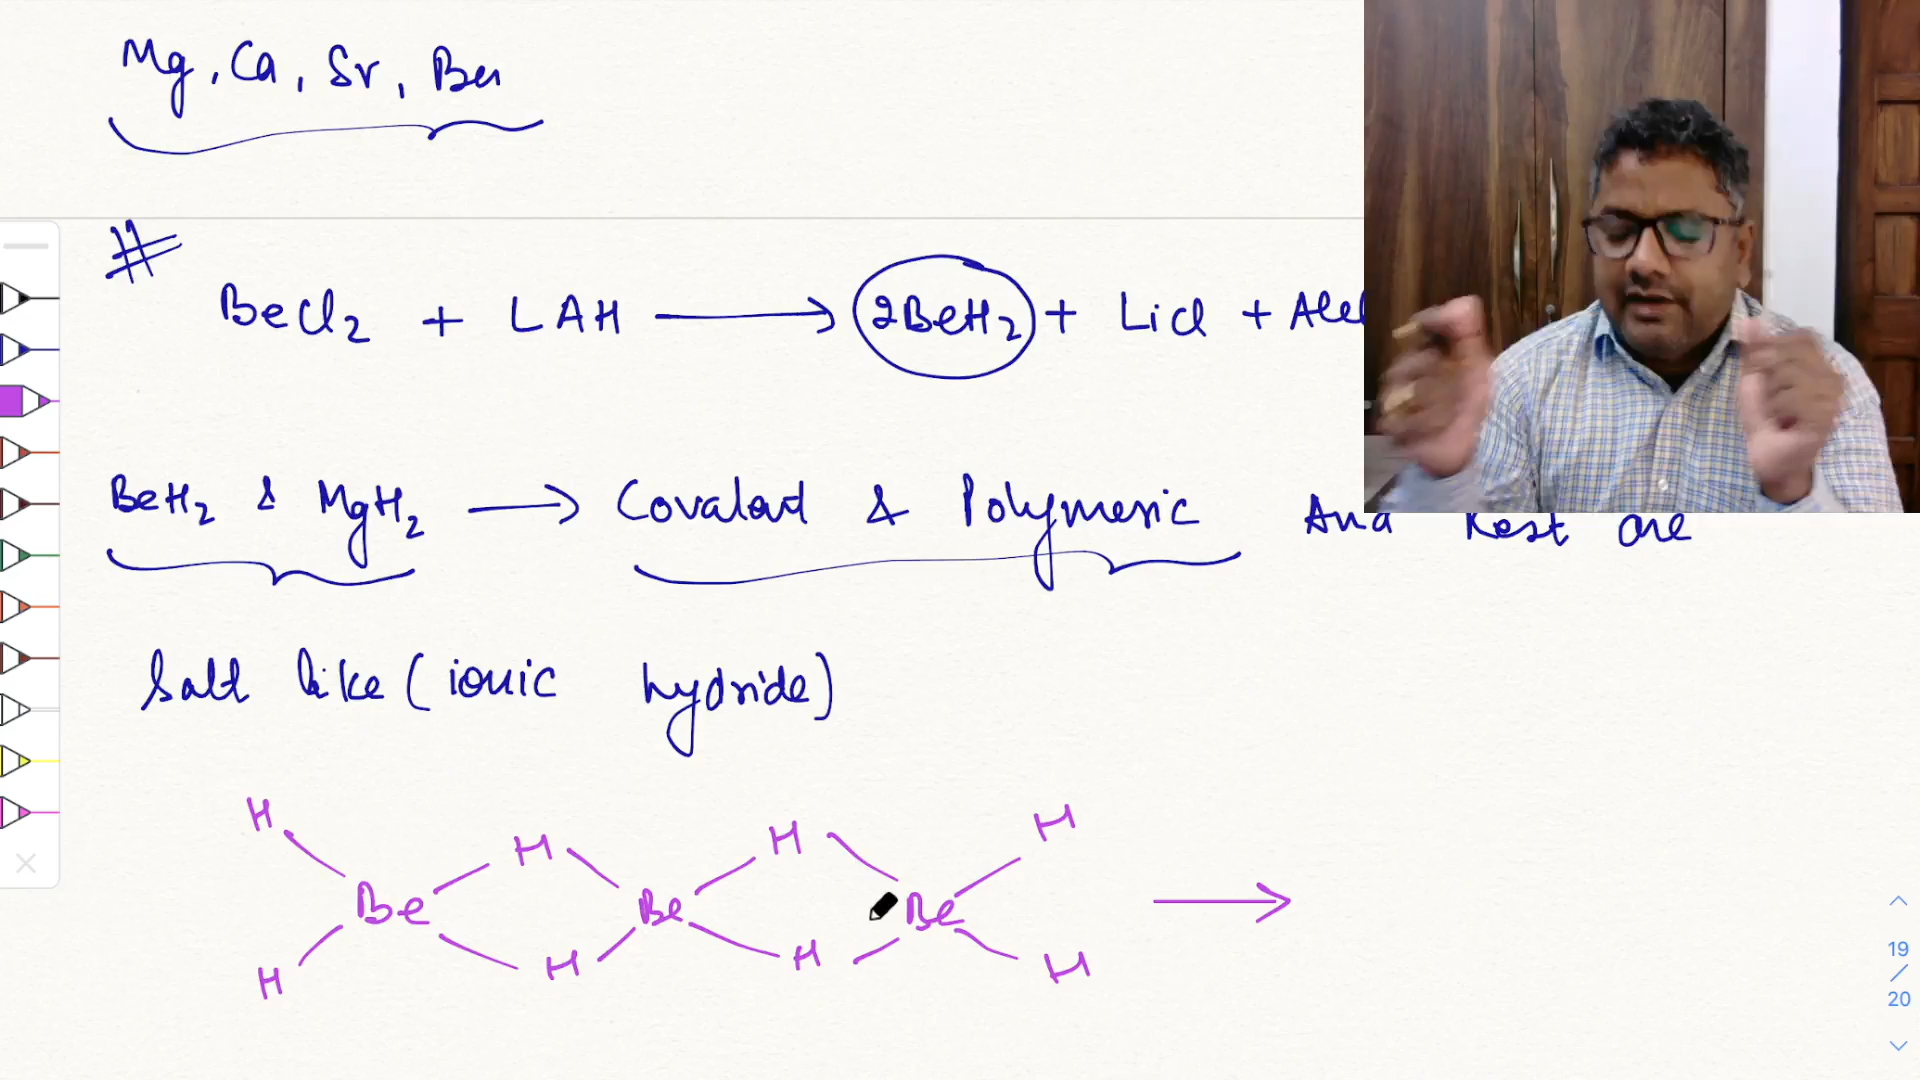 Mg, Ca, Sr, Ba
#
BeCl2 + LAH → 2BeH2 + LiCl +
BeH2 & MgH2 → Covalent & Polymeric And Rest are
Salt like (ionic hydride)
H H H H
Be Be Be →
H H H H
19
/
20